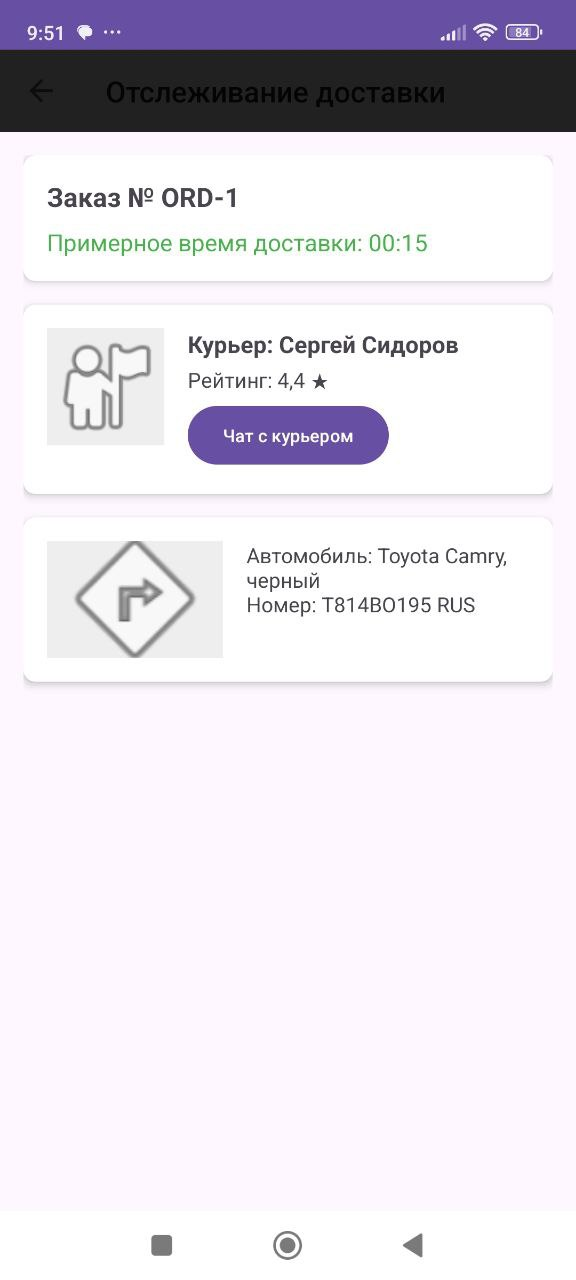 9:51
84
Отслеживание доставки
Заказ № ORD-1
Примерное время доставки: 00:15
Курьер: Сергей Сидоров
Рейтинг: 4,4 ★
Чат с курьером
Автомобиль: Toyota Camry,
черный
Номер: Т814ВО195 RUS